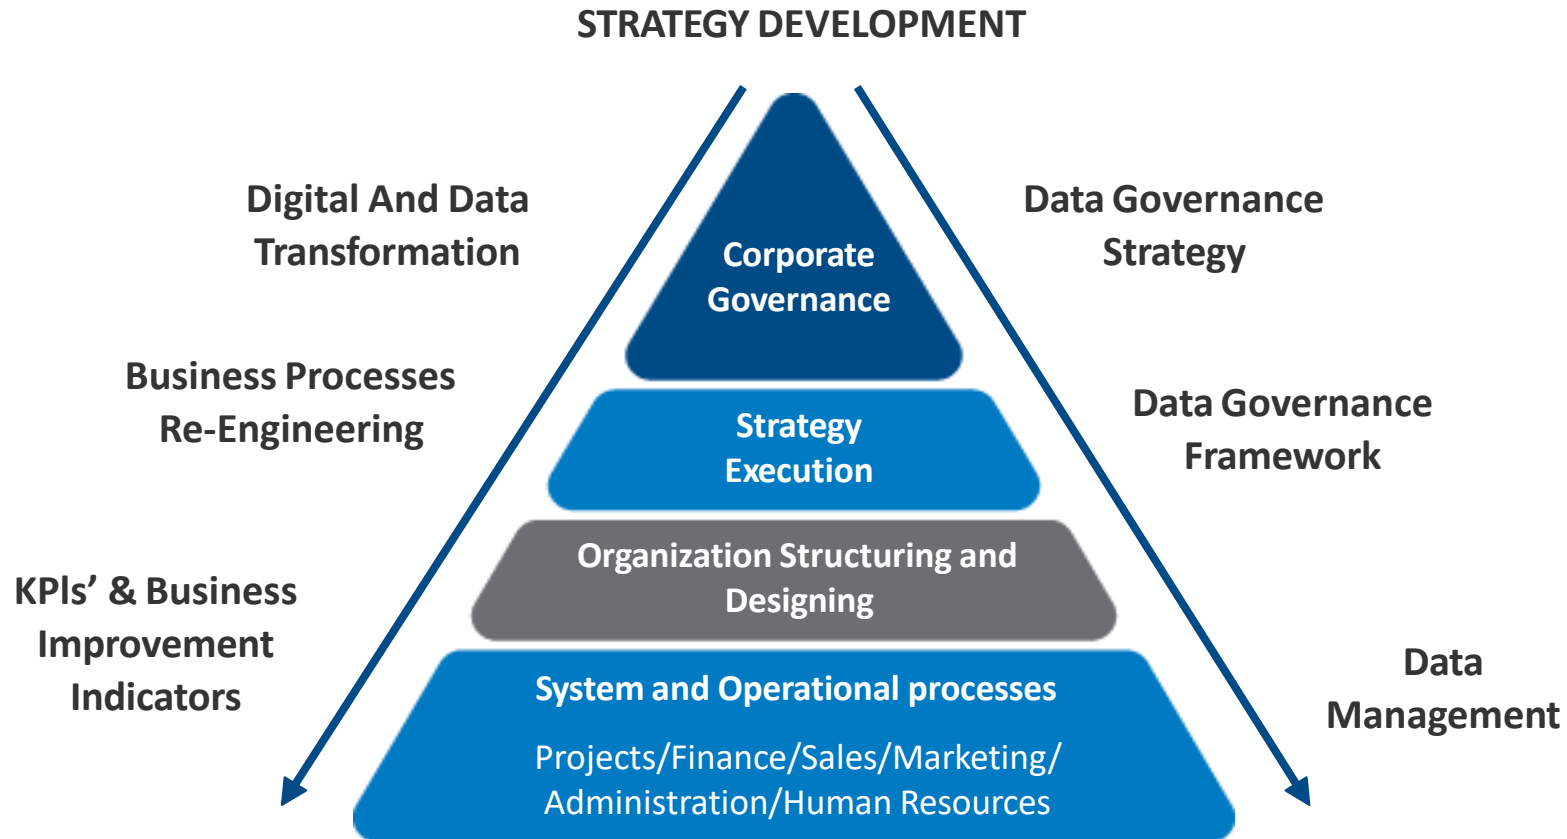 STRATEGY DEVELOPMENT
Digital And Data
Transformation
Data Governance
Strategy
Corporate
Governance
Business Processes
Re-Engineering
Data Governance
Framework
Strategy
Execution
Organization Structuring and
Designing
KPIs' & Business
Improvement
Indicators
Data
Management
System and Operational processes
Projects/Finance/Sales/Marketing/
Administration/Human Resources